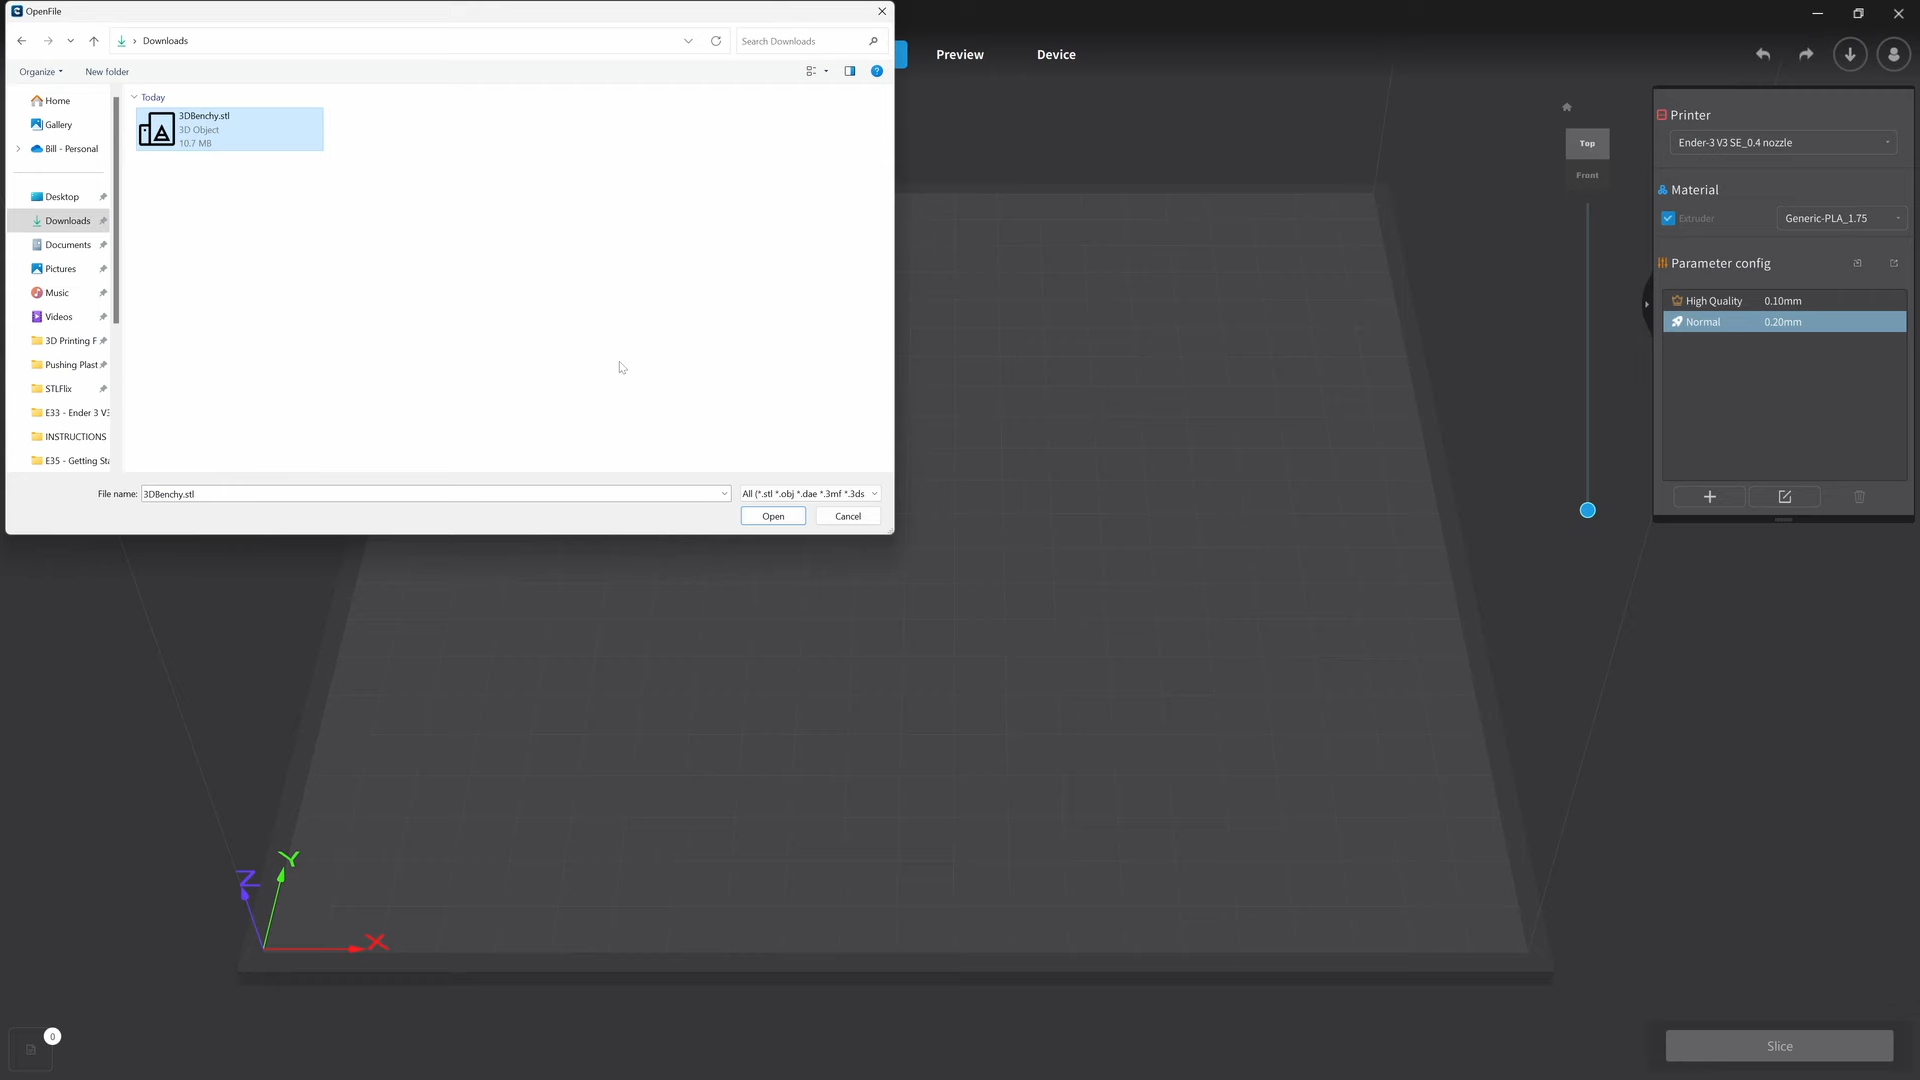 OpenFile
Downloads
Search Downloads
Organize
New folder
Home
Gallery
Bill - Personal
Desktop
Downloads
Documents
Pictures
Music
Videos
3D Printing F
Pushing Plast
STLFlix
E33 - Ender 3 V3
INSTRUCTIONS
E35 - Getting Sta
Today
3DBenchy.stl
3D Object
10.7 MB
File name:
3DBenchy.stl
All (*.stl *.obj *.dae *.3mf *.3ds
Open
Cancel
Preview
Device
Top
Front
Printer
Ender-3 V3 SE_0.4 nozzle
Material
Extruder
Generic-PLA_1.75
Parameter config
High Quality 0.10mm
Normal 0.20mm
Z
Y
X
0
Slice